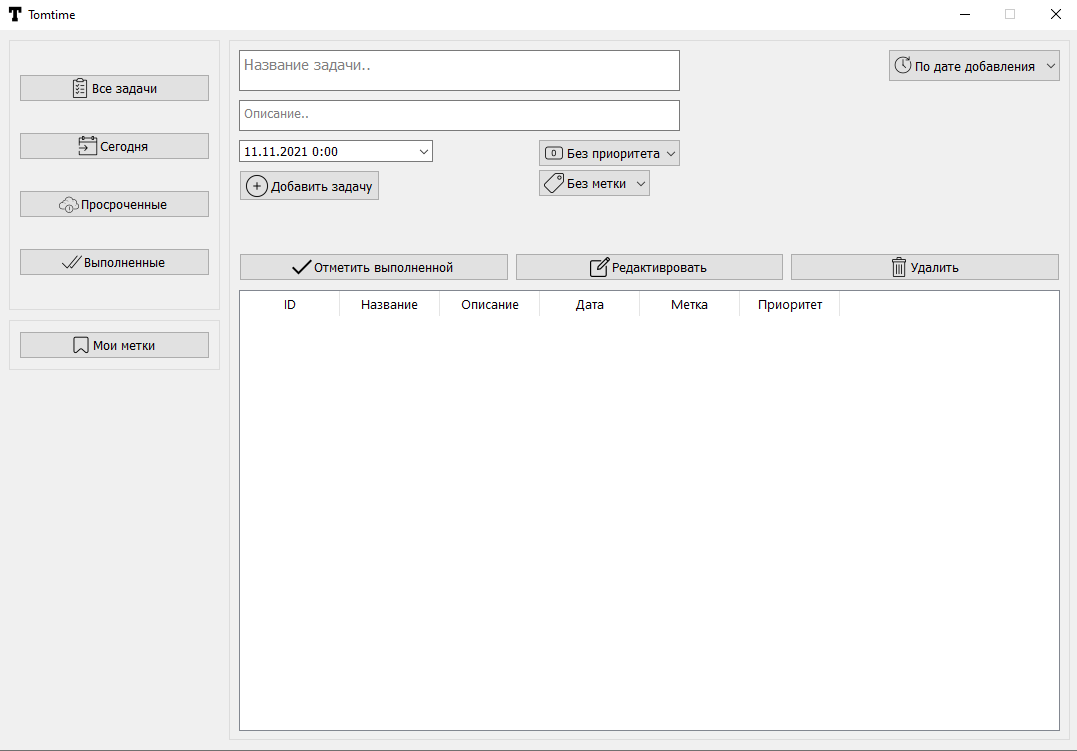 Tomtime
Все задачи
Сегодня
Просроченные
Выполненные
Мои метки
Название задачи..
По дате добавления
Описание..
11.11.2021 0:00
0 Без приоритета
Добавить задачу
Без метки
Отметить выполненной
Редактивровать
Удалить
ID Название Описание Дата Метка Приоритет